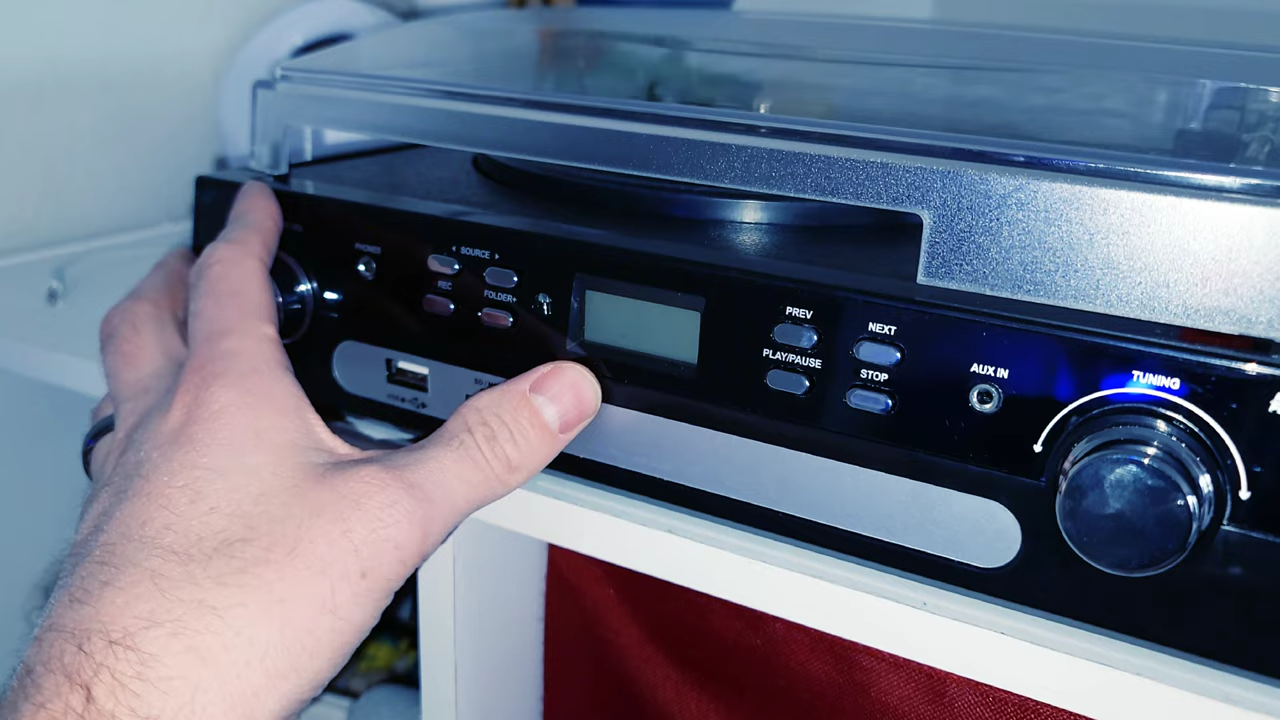 PHONES
◄ SOURCE ►
REC
FOLDER+
PREV
NEXT
PLAY/PAUSE
STOP
AUX IN
TUNING